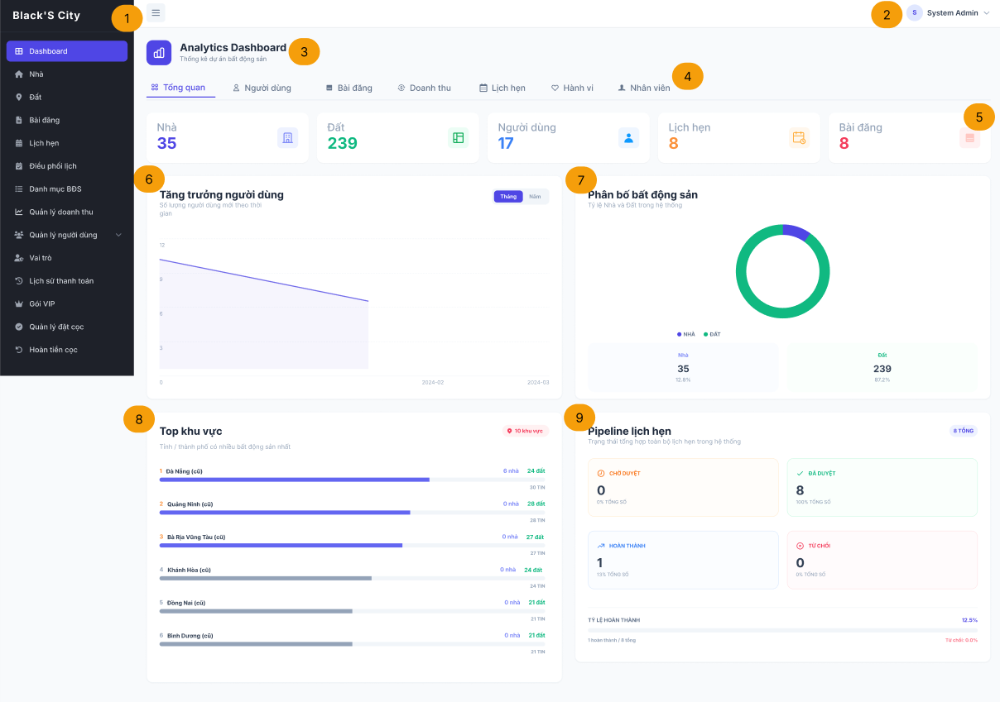 Black'S City
1
2
S
System Admin
Dashboard
Nhà
Đất
Bài đăng
Lịch hẹn
Điều phối lịch
Danh mục BĐS
Quản lý doanh thu
Quản lý người dùng
Vai trò
Lịch sử thanh toán
Gói VIP
Quản lý đặt cọc
Hoàn tiền cọc
Analytics Dashboard
3
Thống kê dự án bất động sản
Tổng quan
Người dùng
Bài đăng
Doanh thu
Lịch hẹn
Hành vi
Nhân viên
4
Nhà
35
Đất
239
Người dùng
17
Lịch hẹn
8
Bài đăng
8
5
6
Tăng trưởng người dùng
Số lượng người dùng mới theo thời
gian
Tháng
Năm
12
9
6
3
0
2024-02
2024-03
7
Phân bố bất động sản
Tỷ lệ Nhà và Đất trong hệ thống
NHÀ
ĐẤT
Nhà
35
12.8%
Đất
239
87.2%
8
Top khu vực
10 khu vực
Tỉnh / thành phố có nhiều bất động sản nhất
1 Đà Nẵng (cũ) 6 nhà 24 đất
30 TIN
2 Quảng Ninh (cũ) 0 nhà 28 đất
28 TIN
3 Bà Rịa Vũng Tàu (cũ) 0 nhà 27 đất
27 TIN
4 Khánh Hòa (cũ) 0 nhà 24 đất
24 TIN
5 Đồng Nai (cũ) 0 nhà 21 đất
21 TIN
6 Bình Dương (cũ) 0 nhà 21 đất
21 TIN
9
Pipeline lịch hẹn
8 TỔNG
Trạng thái tổng hợp toàn bộ lịch hẹn trong hệ thống
CHỜ DUYỆT
0
0% TỔNG SỐ
ĐÃ DUYỆT
8
100% TỔNG SỐ
HOÀN THÀNH
1
13% TỔNG SỐ
TỪ CHỐI
0
0% TỔNG SỐ
TỶ LỆ HOÀN THÀNH 12.5%
1 hoàn thành / 8 tổng Từ chối: 0.0%